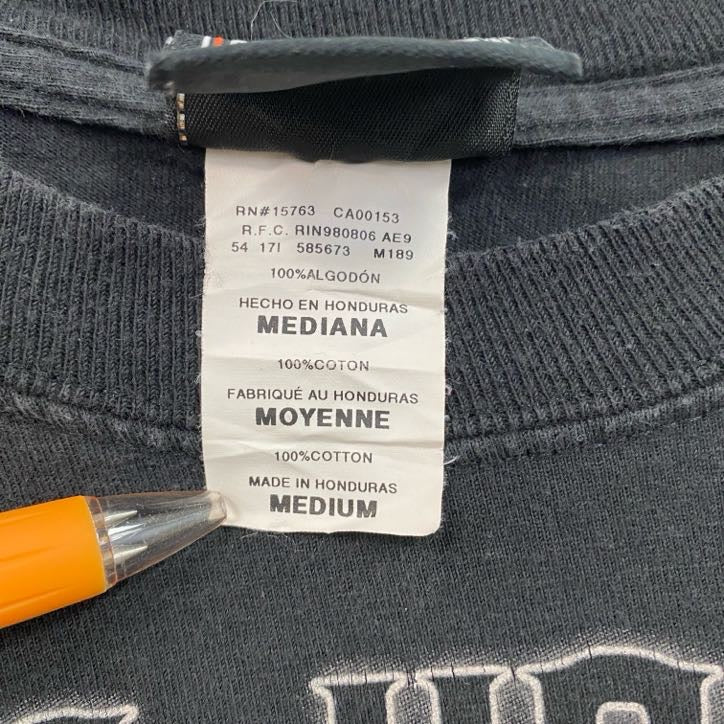 RN#15763 CA00153
R.F.C. RIN980806 AE9
54 17I 585673 M189
100%ALGODÓN
HECHO EN HONDURAS
MEDIANA
100%COTON
FABRIQUÉ AU HONDURAS
MOYENNE
100%COTTON
MADE IN HONDURAS
MEDIUM